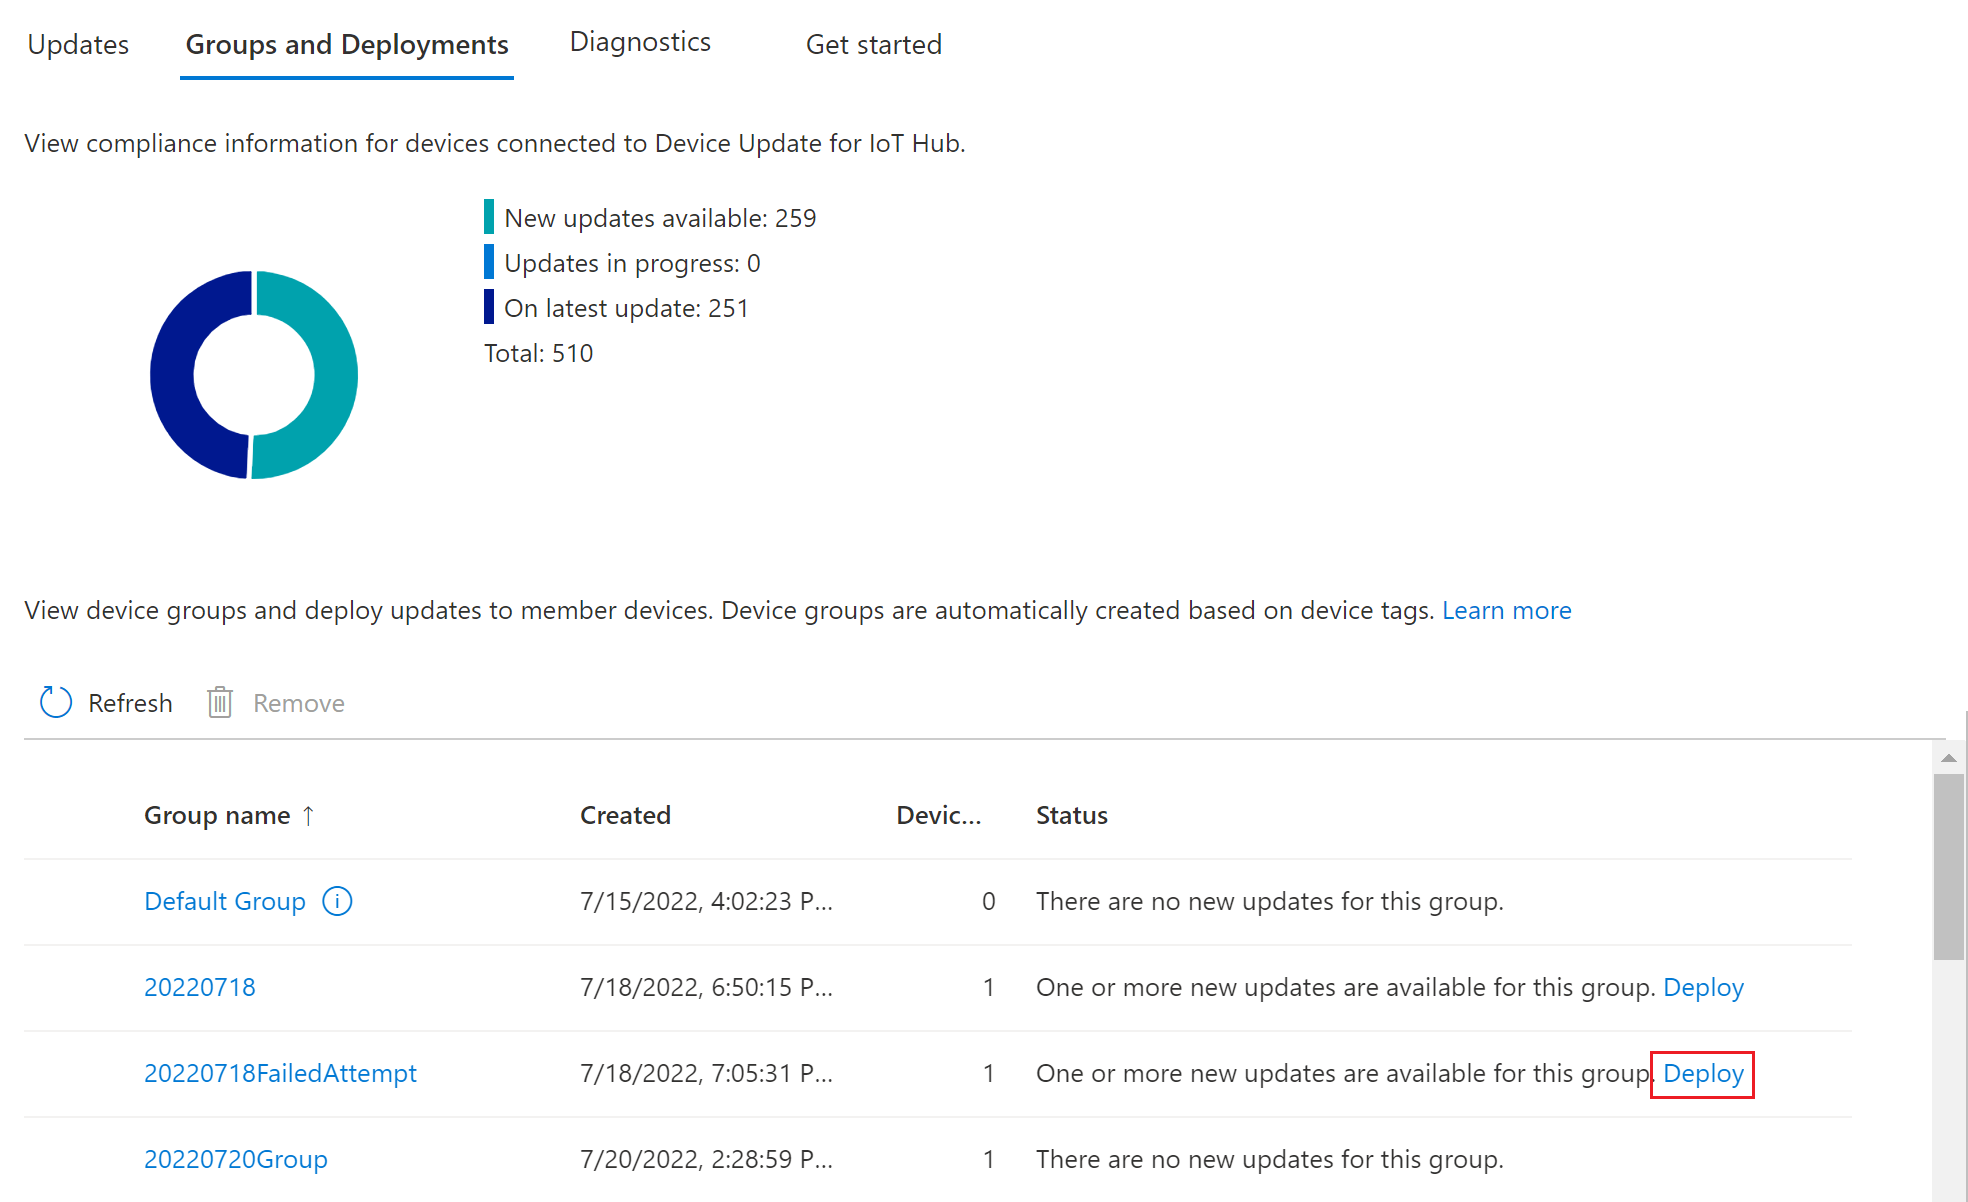 Updates Groups and Deployments Diagnostics Get started
View compliance information for devices connected to Device Update for IoT Hub.
New updates available: 259
Updates in progress: 0
On latest update: 251
Total: 510
View device groups and deploy updates to member devices. Device groups are automatically created based on device tags. Learn more
Refresh Remove
Group name ↑ Created Devic... Status
Default Group i 7/15/2022, 4:02:23 P... 0 There are no new updates for this group.
20220718 7/18/2022, 6:50:15 P... 1 One or more new updates are available for this group. Deploy
20220718FailedAttempt 7/18/2022, 7:05:31 P... 1 One or more new updates are available for this group. Deploy
20220720Group 7/20/2022, 2:28:59 P... 1 There are no new updates for this group.